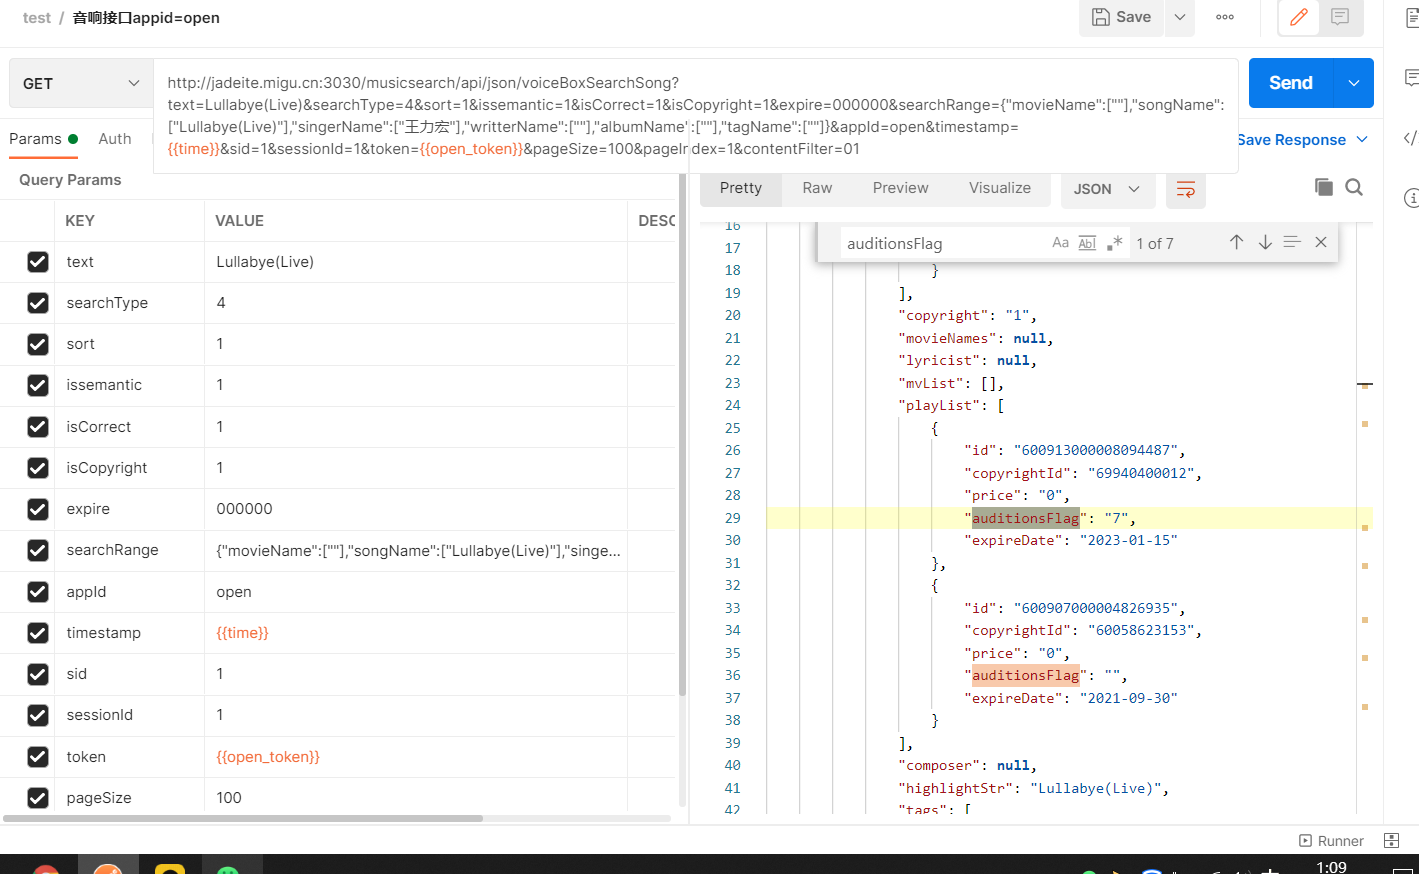 test / 音响接口appid=open
Save
GET
http://jadeite.migu.cn:3030/musicsearch/api/json/voiceBoxSearchSong?
text=Lullabye(Live)&searchType=4&sort=1&issemantic=1&isCorrect=1&isCopyright=1&expire=000000&searchRange={"movieName":[""],"songName":
["Lullabye(Live)"],"singerName":["王力宏"],"writterName":[""],"albumName":[""],"tagName":[""]}&appId=open&timestamp=
{{time}}&sid=1&sessionId=1&token={{open_token}}&pageSize=100&pageIndex=1&contentFilter=01
Send
Params
Auth
Save Response
Query Params
Pretty
Raw
Preview
Visualize
JSON
KEY
VALUE
DESC
text
Lullabye(Live)
searchType
4
sort
1
issemantic
1
isCorrect
1
isCopyright
1
expire
000000
searchRange
{"movieName":[""],"songName":["Lullabye(Live)"],"singe...
appId
open
timestamp
{{time}}
sid
1
sessionId
1
token
{{open_token}}
pageSize
100
auditionsFlag
Aa
Abl
.*
1 of 7
16
17
18 }
19 ],
20 "copyright": "1",
21 "movieNames": null,
22 "lyricist": null,
23 "mvList": [],
24 "playList": [
25 {
26 "id": "600913000008094487",
27 "copyrightId": "69940400012",
28 "price": "0",
29 "auditionsFlag": "7",
30 "expireDate": "2023-01-15"
31 },
32 {
33 "id": "600907000004826935",
34 "copyrightId": "60058623153",
35 "price": "0",
36 "auditionsFlag": "",
37 "expireDate": "2021-09-30"
38 }
39 ],
40 "composer": null,
41 "highlightStr": "Lullabye(Live)",
42 "tags": [
Runner
1:09